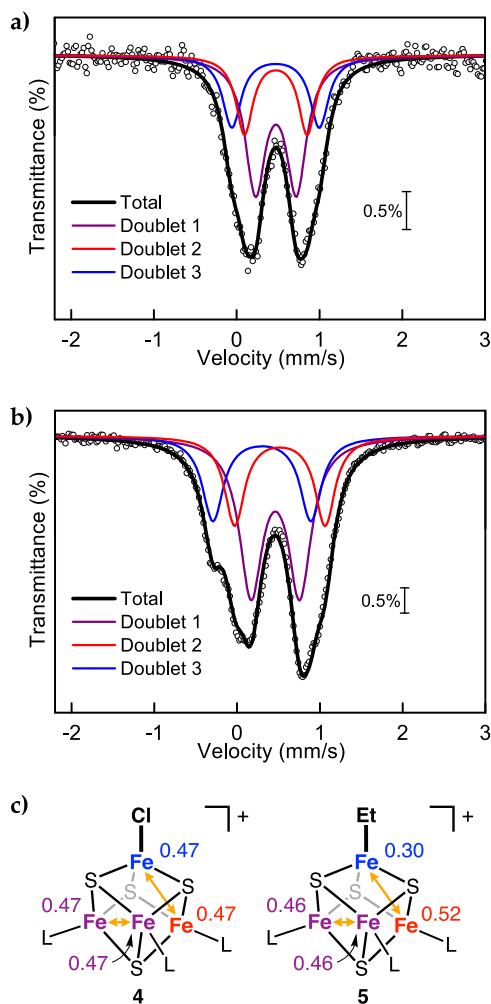 a)
Transmittance (%)
Total
Doublet 1
Doublet 2
Doublet 3
0.5%
-2 -1 0 1 2 3
Velocity (mm/s)
b)
Transmittance (%)
Total
Doublet 1
Doublet 2
Doublet 3
0.5%
-2 -1 0 1 2 3
Velocity (mm/s)
c)
Cl + Et +
Fe 0.47 Fe 0.30
S S S S S S
0.47 0.47 0.46 0.52
Fe Fe Fe Fe Fe Fe
L L L L
0.47 L 0.46 L
S S
4 5